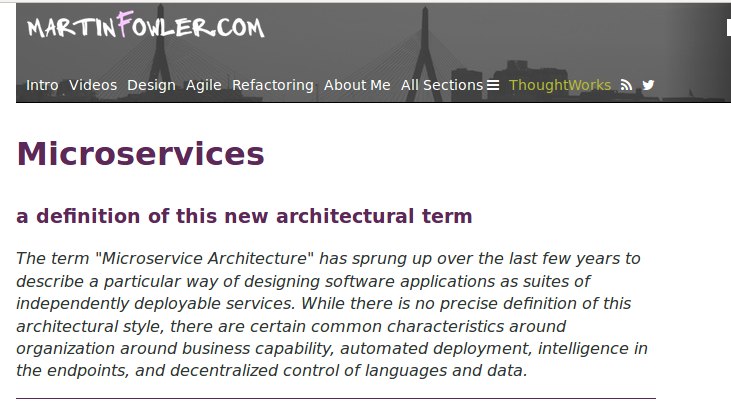 MARTINFOWLER.COM
Intro Videos Design Agile Refactoring About Me All Sections ThoughtWorks
Microservices
a definition of this new architectural term
The term "Microservice Architecture" has sprung up over the last few years to
describe a particular way of designing software applications as suites of
independently deployable services. While there is no precise definition of this
architectural style, there are certain common characteristics around
organization around business capability, automated deployment, intelligence in
the endpoints, and decentralized control of languages and data.